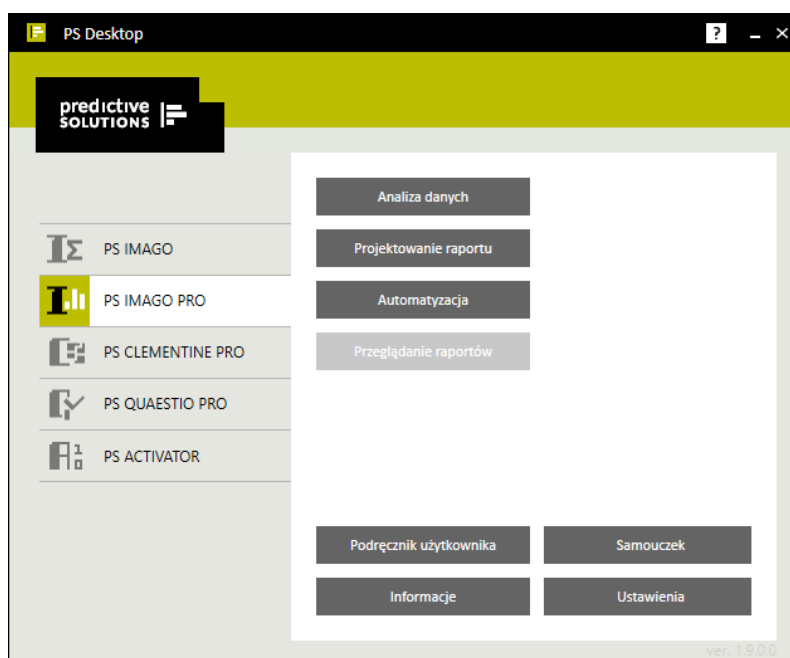 PS Desktop
?
predictive
SOLUTIONS
PS IMAGO
PS IMAGO PRO
PS CLEMENTINE PRO
PS QUAESTIO PRO
PS ACTIVATOR
Analiza danych
Projektowanie raportu
Automatyzacja
Przeglądanie raportów
Podręcznik użytkownika
Samouczek
Informacje
Ustawienia
ver. 1.9.0.0